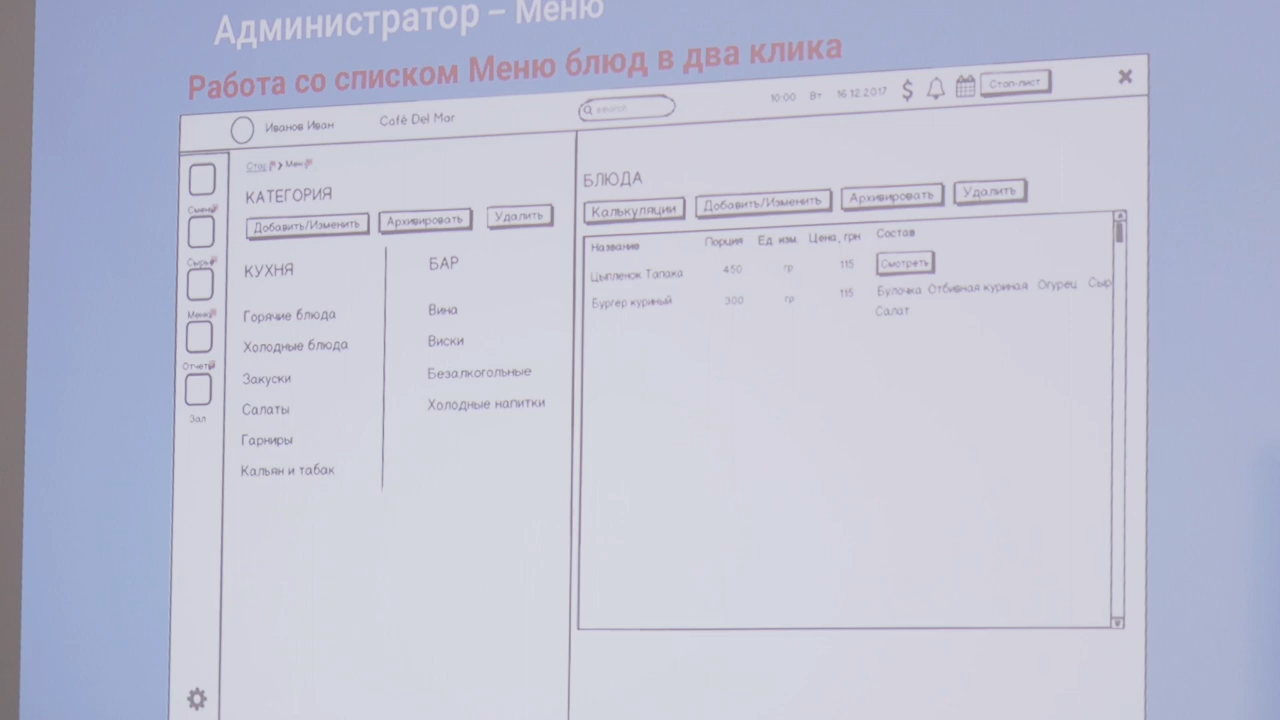 Администратор – Меню
Работа со списком Меню блюд в два клика
Иванов Иван
Café Del Mar
search
10:00 Вт 16.12.2017
$
Стоп-лист
Меню
КАТЕГОРИЯ
Добавить/Изменить
Архивировать
Удалить
КУХНЯ
Горячие блюда
Холодные блюда
Закуски
Салаты
Гарниры
Кальян и табак
БАР
Вина
Виски
Безалкогольные
Холодные напитки
БЛЮДА
Калькуляции
Добавить/Изменить
Архивировать
Удалить
Название Порция Ед. изм. Цена, грн Состав
Цыпленок Тапака 450 гр 115 Смотреть
Бургер куриный 300 гр 115 Булочка Отбивная куриная Огурец Сыр
Салат
Смена
Сырьё
Меню
Отчеты
Зал